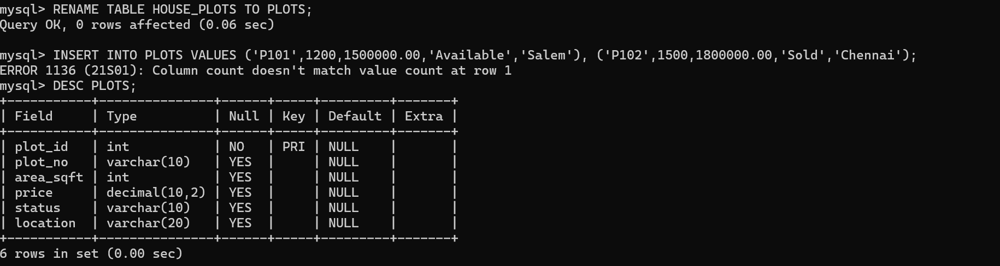 mysql> RENAME TABLE HOUSE_PLOTS TO PLOTS;
Query OK, 0 rows affected (0.06 sec)

mysql> INSERT INTO PLOTS VALUES ('P101',1200,1500000.00,'Available','Salem'), ('P102',1500,1800000.00,'Sold','Chennai');
ERROR 1136 (21S01): Column count doesn't match value count at row 1
mysql> DESC PLOTS;
+-----------+---------------+------+-----+---------+-------+
| Field     | Type          | Null | Key | Default | Extra |
+-----------+---------------+------+-----+---------+-------+
| plot_id   | int           | NO   | PRI | NULL    |       |
| plot_no   | varchar(10)   | YES  |     | NULL    |       |
| area_sqft | int           | YES  |     | NULL    |       |
| price     | decimal(10,2) | YES  |     | NULL    |       |
| status    | varchar(10)   | YES  |     | NULL    |       |
| location  | varchar(20)   | YES  |     | NULL    |       |
+-----------+---------------+------+-----+---------+-------+
6 rows in set (0.00 sec)